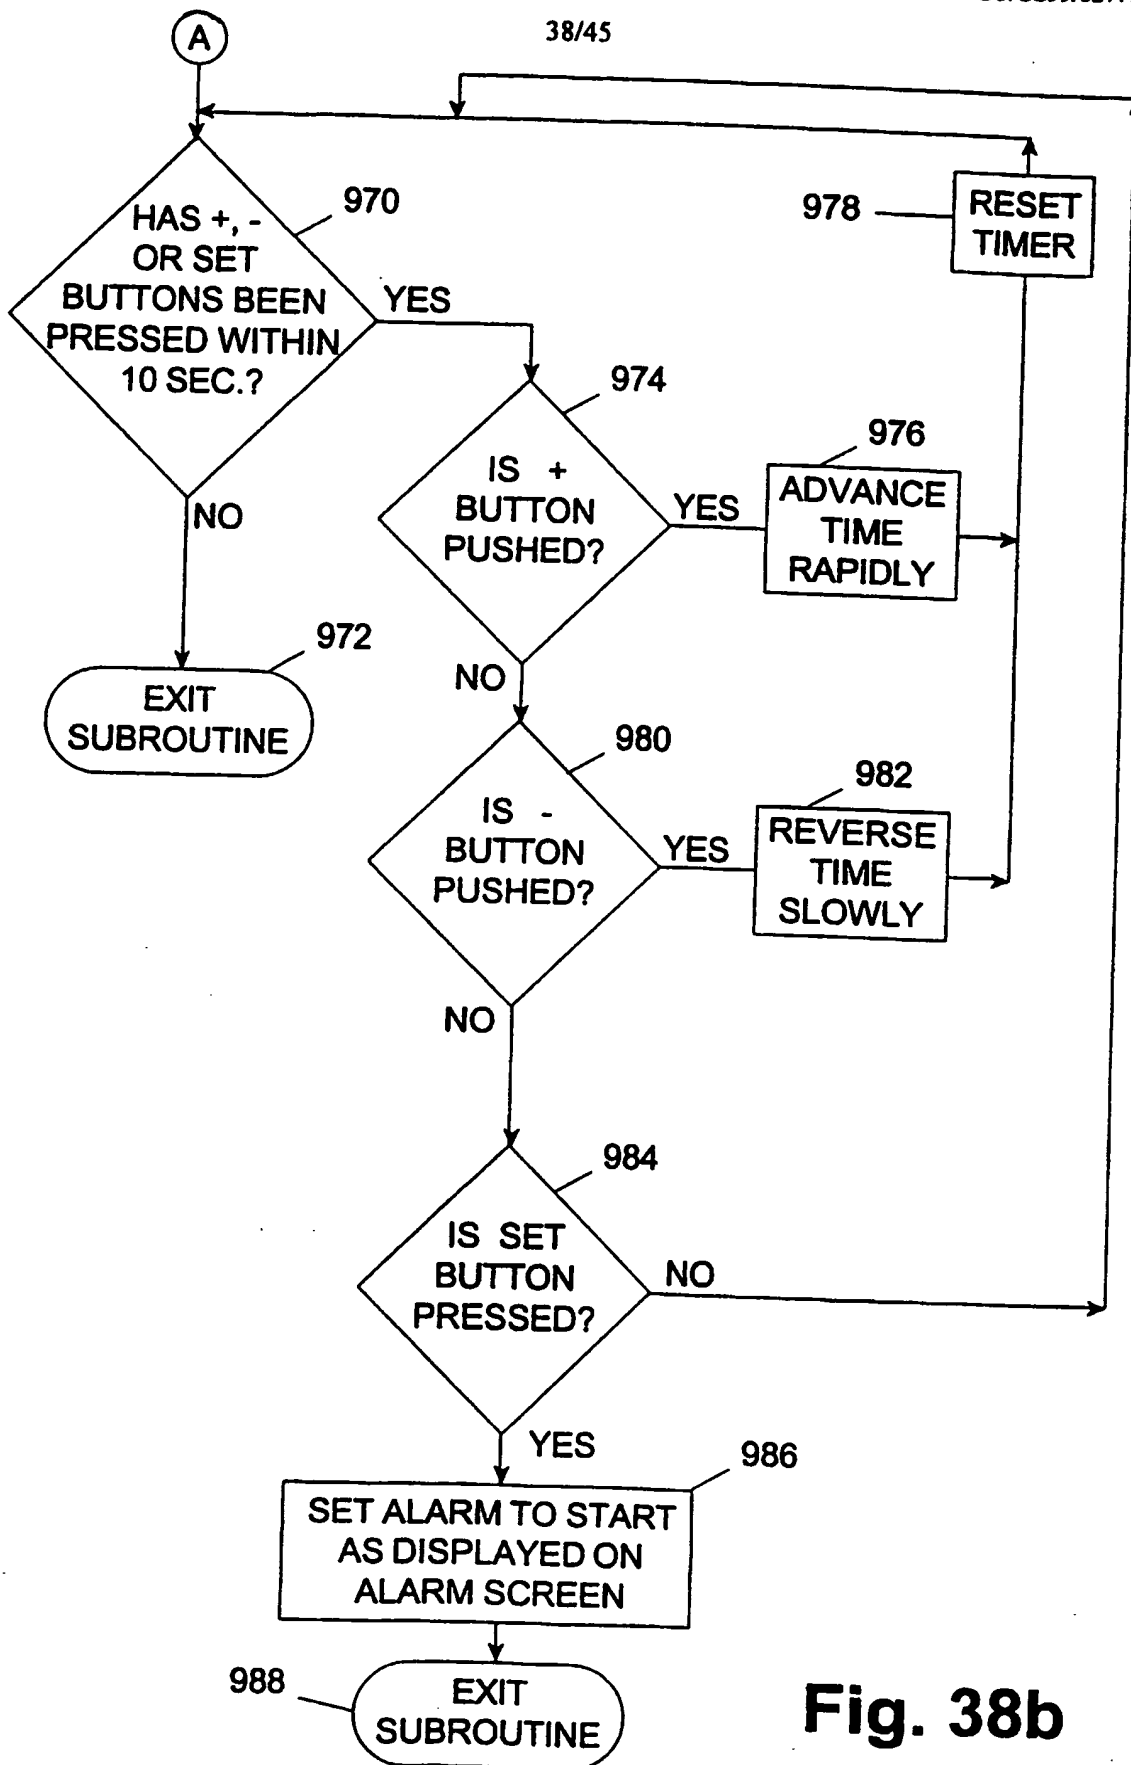 38/45
A
HAS +, -
OR SET
BUTTONS BEEN
PRESSED WITHIN
10 SEC.?
970
YES
NO
972
EXIT
SUBROUTINE
978
RESET
TIMER
974
IS +
BUTTON
PUSHED?
YES
NO
976
ADVANCE
TIME
RAPIDLY
980
IS -
BUTTON
PUSHED?
YES
NO
982
REVERSE
TIME
SLOWLY
984
IS SET
BUTTON
PRESSED?
NO
YES
986
SET ALARM TO START
AS DISPLAYED ON
ALARM SCREEN
988
EXIT
SUBROUTINE
Fig. 38b